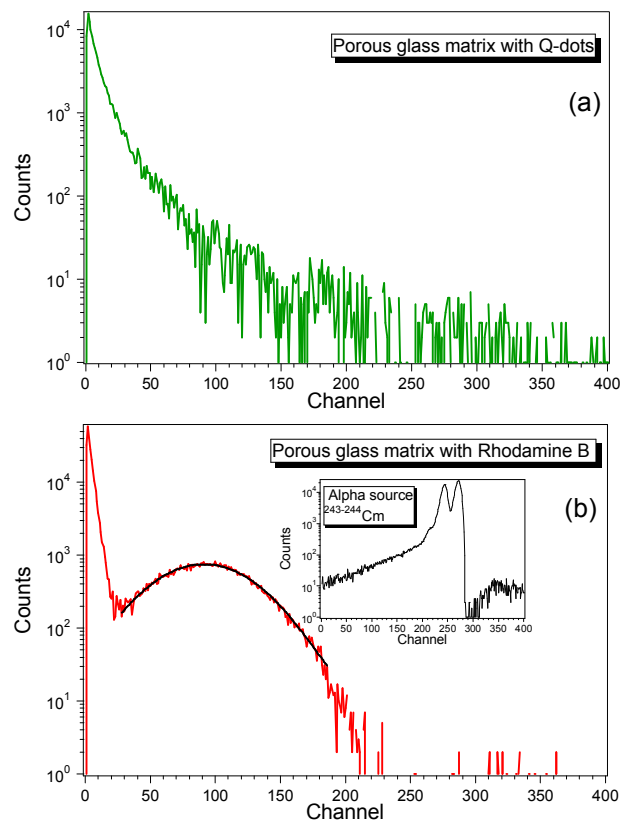 Porous glass matrix with Q-dots
(a)
Counts
10^4
10^3
10^2
10^1
10^0
0 50 100 150 200 250 300 350 400
Channel
Porous glass matrix with Rhodamine B
(b)
Counts
10^4
10^3
10^2
10^1
10^0
Alpha source
^243-244Cm
Counts
10^4
10^3
10^2
10^1
10^0
0 50 100 150 200 250 300 350 400
Channel
0 50 100 150 200 250 300 350 400
Channel